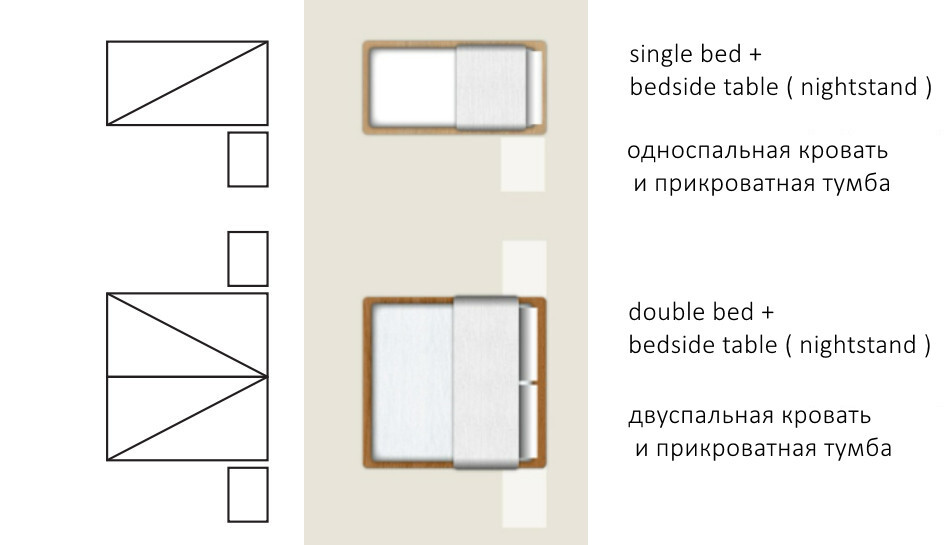 single bed +
bedside table ( nightstand )
односпальная кровать
и прикроватная тумба
double bed +
bedside table ( nightstand )
двуспальная кровать
и прикроватная тумба